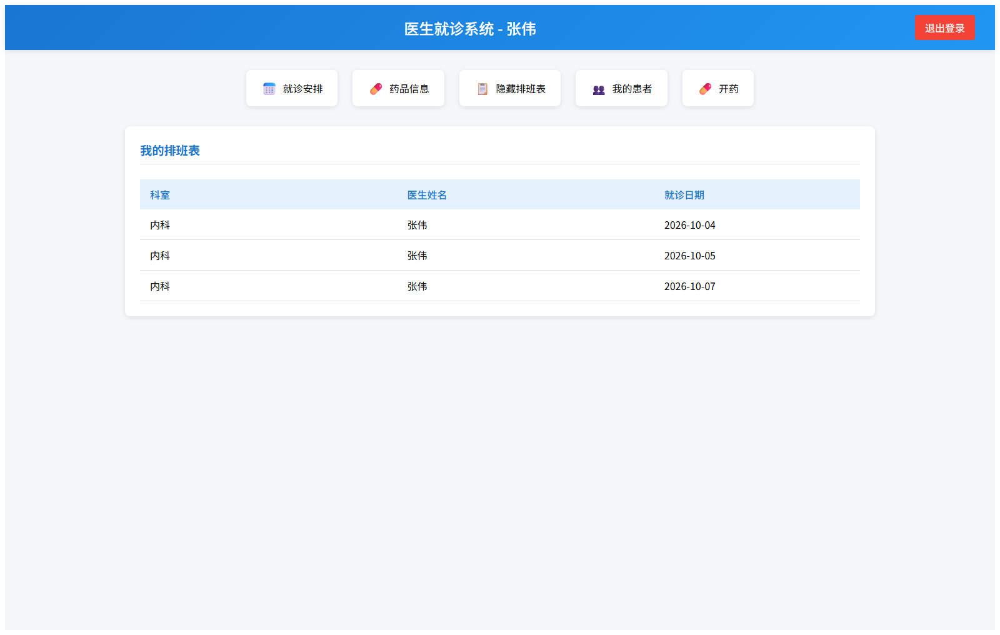 医生就诊系统 - 张伟
退出登录
就诊安排
药品信息
隐藏排班表
我的患者
开药
我的排班表
科室 医生姓名 就诊日期
内科 张伟 2026-10-04
内科 张伟 2026-10-05
内科 张伟 2026-10-07